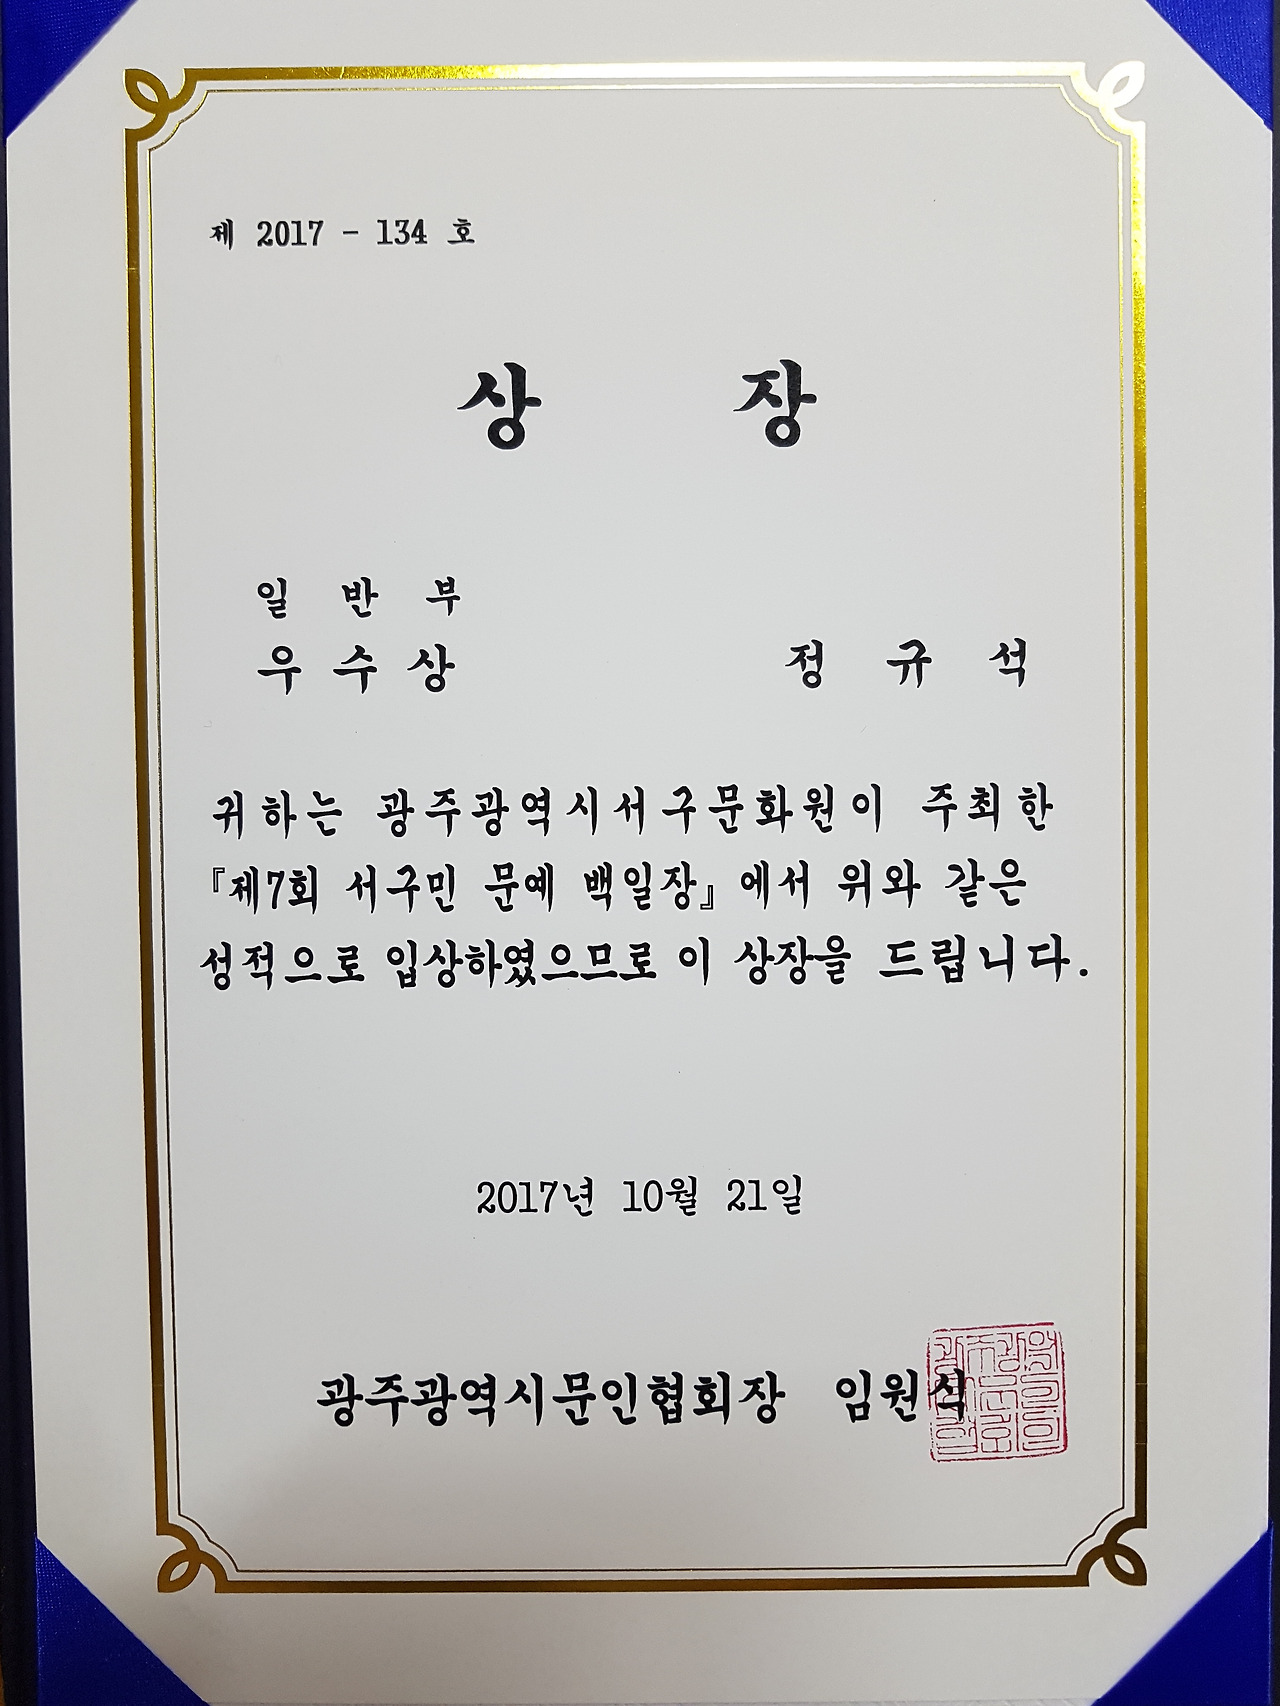 제 2017 - 134 호
상 장
일 반 부
우 수 상 정 규 석
귀하는 광주광역시서구문화원이 주최한
『제7회 서구민 문예 백일장』에서 위와 같은
성적으로 입상하였으므로 이 상장을 드립니다.
2017년 10월 21일
광주광역시문인협회장 임원식